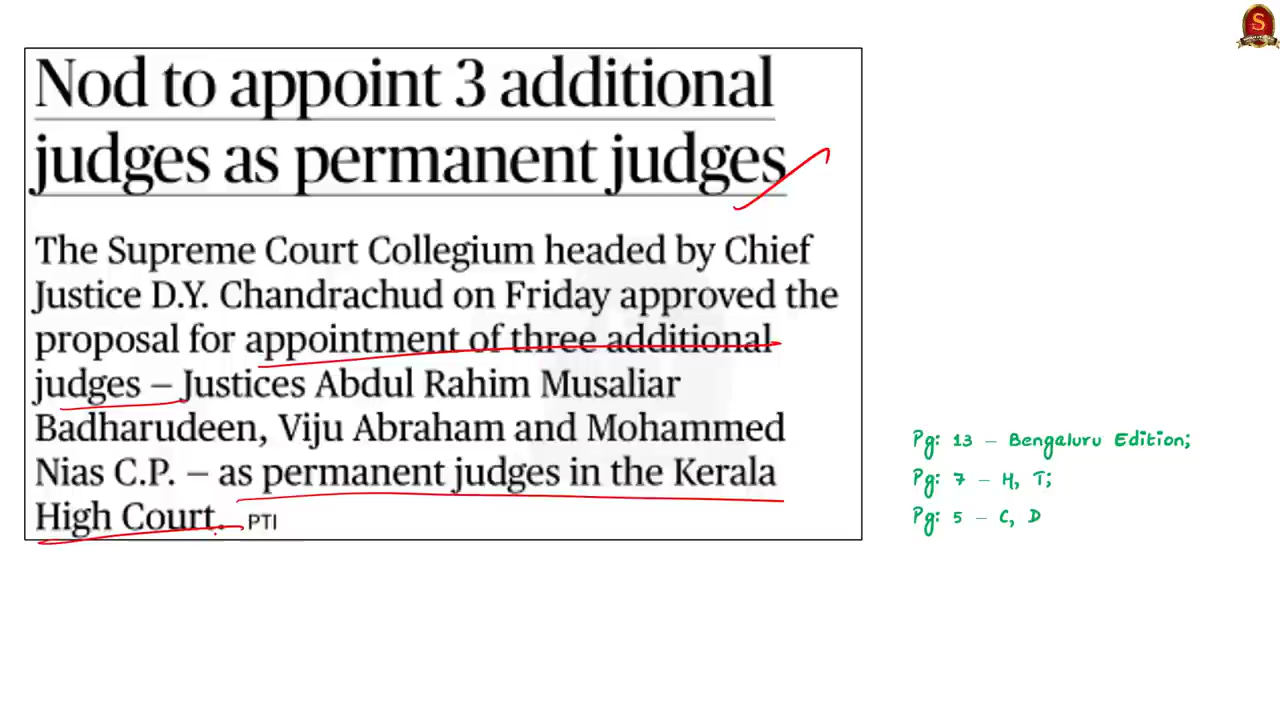 Nod to appoint 3 additional
judges as permanent judges
The Supreme Court Collegium headed by Chief
Justice D.Y. Chandrachud on Friday approved the
proposal for appointment of three additional
judges – Justices Abdul Rahim Musaliar
Badharudeen, Viju Abraham and Mohammed
Nias C.P. – as permanent judges in the Kerala
High Court. PTI
Pg: 13 – Bengaluru Edition;
Pg: 7 – H, T;
Pg: 5 – C, D
S